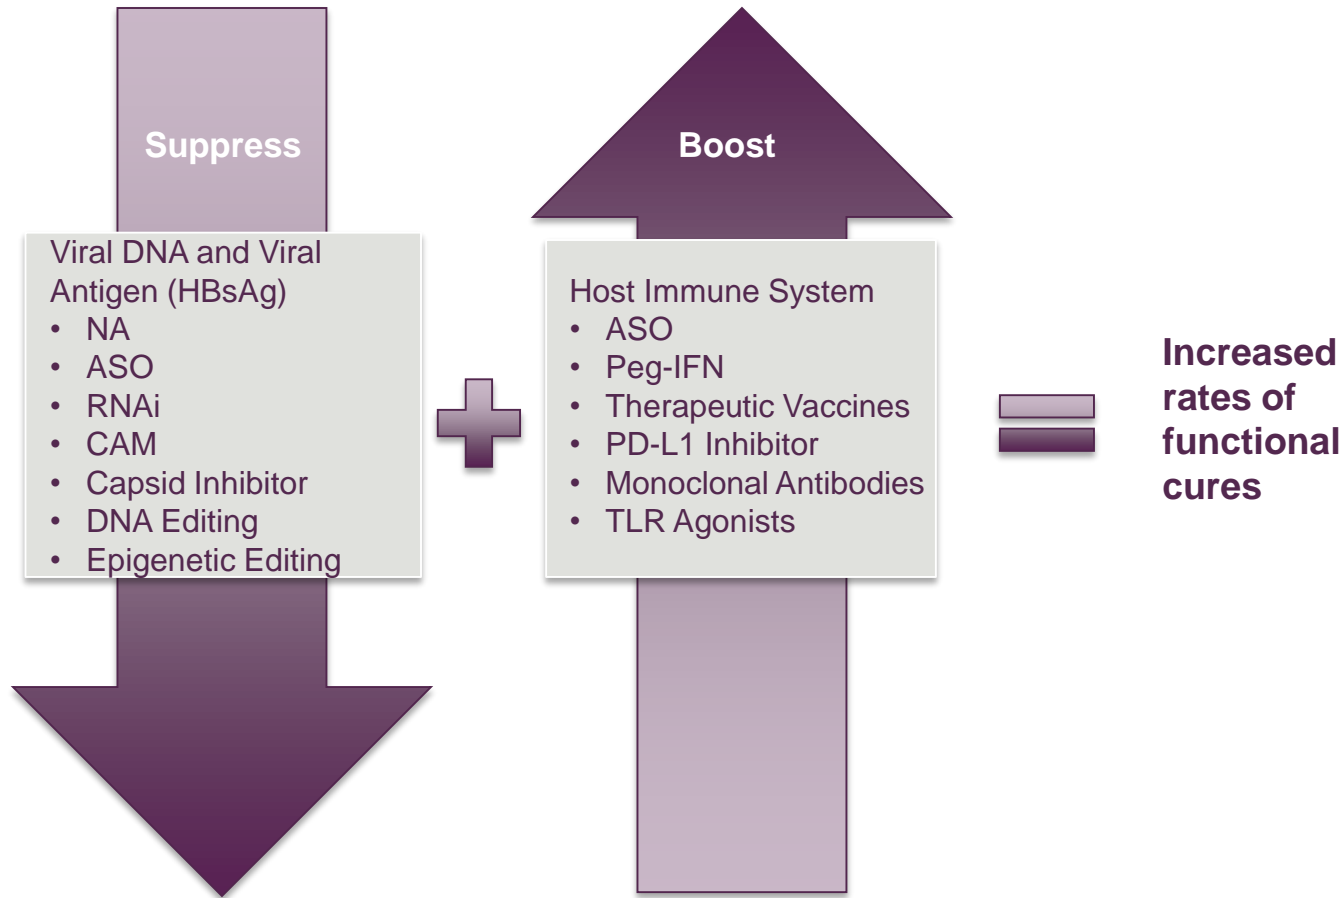 Suppress
Viral DNA and Viral
Antigen (HBsAg)
• NA
• ASO
• RNAi
• CAM
• Capsid Inhibitor
• DNA Editing
• Epigenetic Editing
Boost
Host Immune System
• ASO
• Peg-IFN
• Therapeutic Vaccines
• PD-L1 Inhibitor
• Monoclonal Antibodies
• TLR Agonists
Increased
rates of
functional
cures